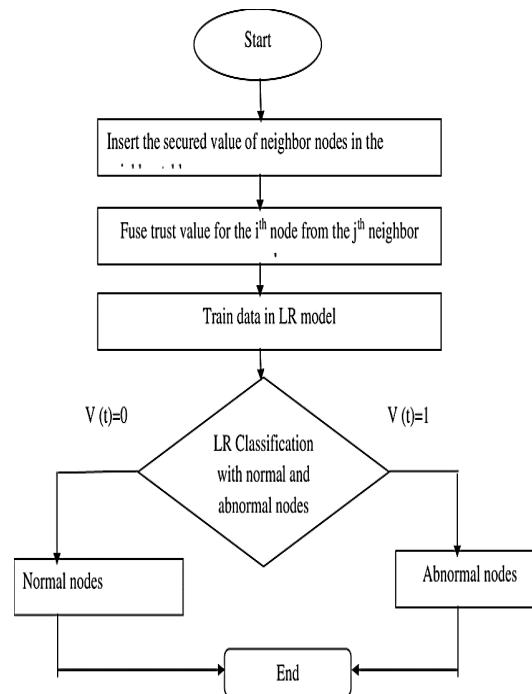 Start
Insert the secured value of neighbor nodes in the
Fuse trust value for the iᵗʰ node from the jᵗʰ neighbor
Train data in LR model
V (t)=0
V (t)=1
LR Classification
with normal and
abnormal nodes
Normal nodes
Abnormal nodes
End